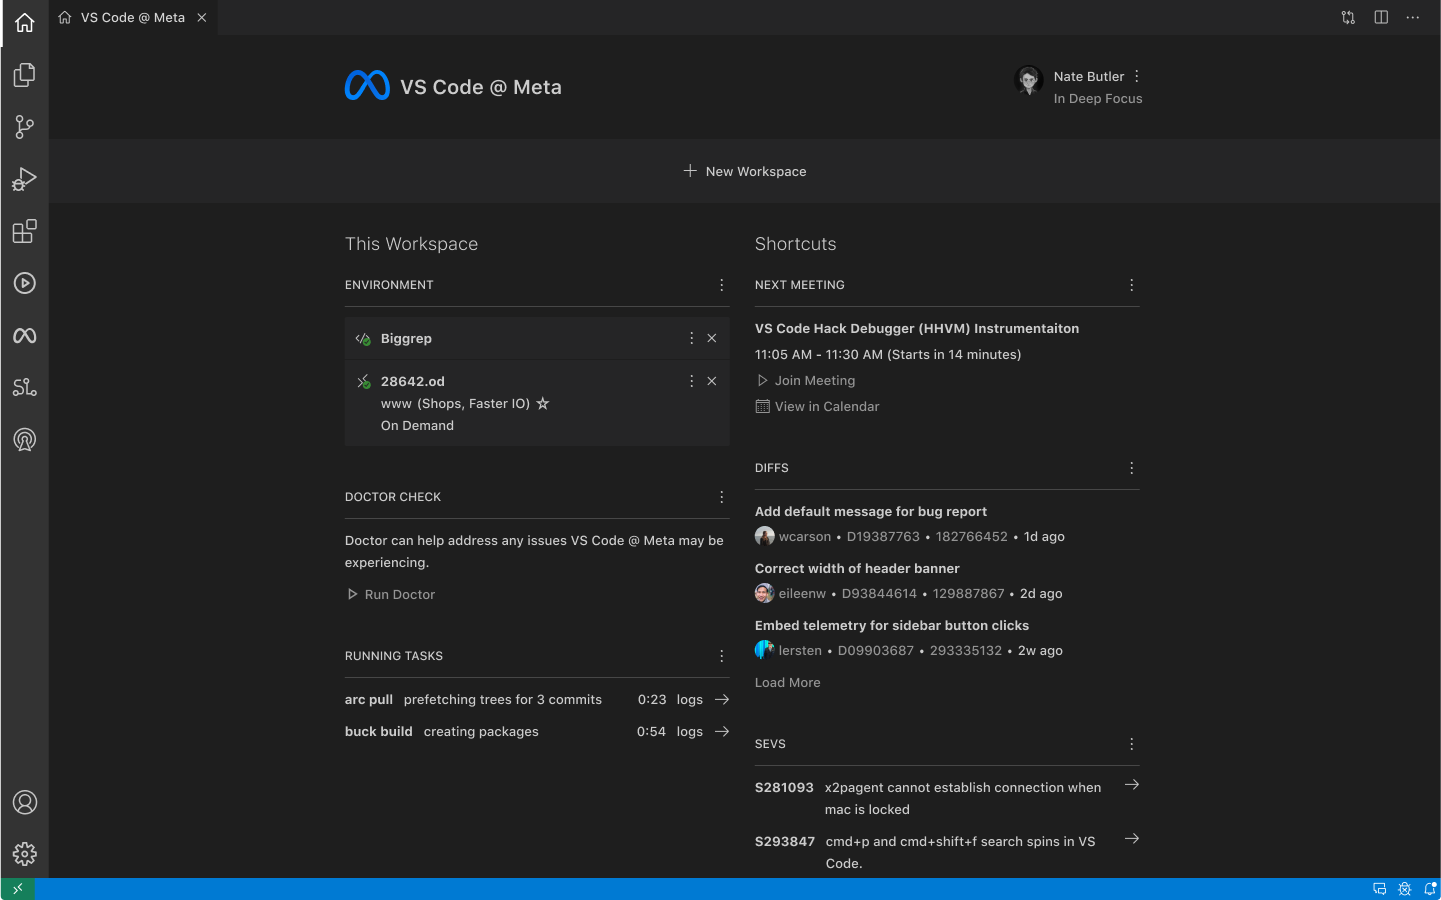 VS Code @ Meta
VS Code @ Meta
Nate Butler
In Deep Focus
New Workspace
This Workspace
ENVIRONMENT
Biggrep
28642.od
www (Shops, Faster IO)
On Demand
DOCTOR CHECK
Doctor can help address any issues VS Code @ Meta may be
experiencing.
Run Doctor
RUNNING TASKS
arc pull prefetching trees for 3 commits 0:23 logs
buck build creating packages 0:54 logs
Shortcuts
NEXT MEETING
VS Code Hack Debugger (HHVM) Instrumentaiton
11:05 AM - 11:30 AM (Starts in 14 minutes)
Join Meeting
View in Calendar
DIFFS
Add default message for bug report
wcarson • D19387763 • 182766452 • 1d ago
Correct width of header banner
eileenw • D93844614 • 129887867 • 2d ago
Embed telemetry for sidebar button clicks
lersten • D09903687 • 293335132 • 2w ago
Load More
SEVS
S281093 x2pagent cannot establish connection when
mac is locked
S293847 cmd+p and cmd+shift+f search spins in VS
Code.